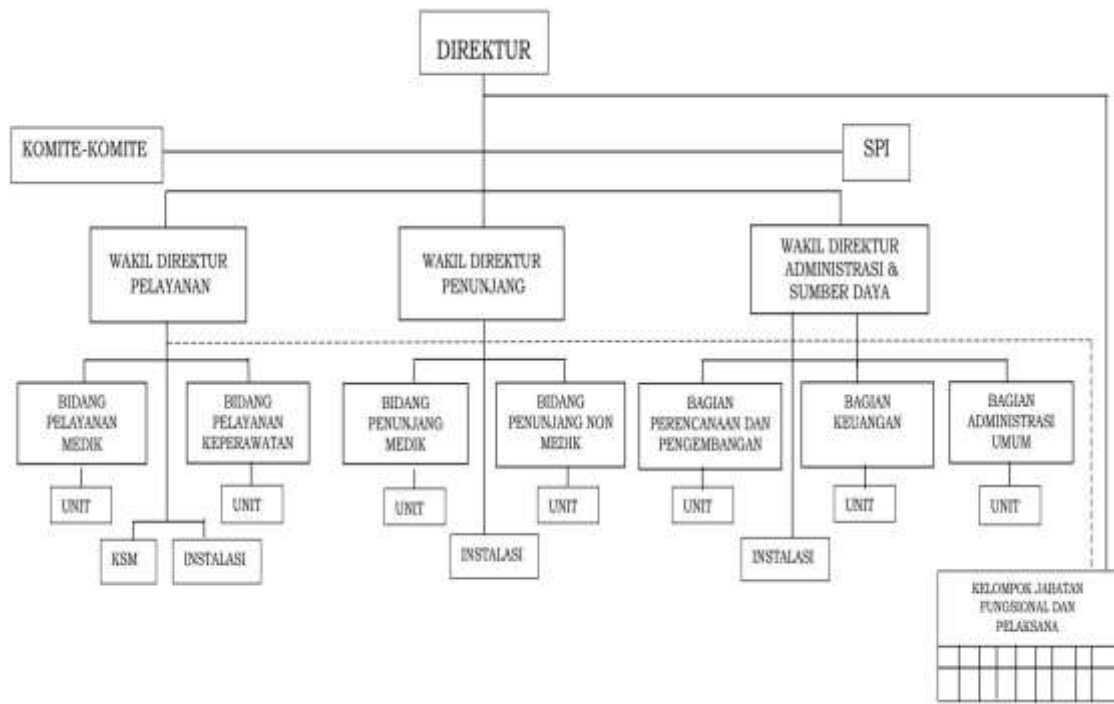 DIREKTUR
KOMITE-KOMITE
SPI
WAKIL DIREKTUR
PELAYANAN
WAKIL DIREKTUR
PENUNJANG
WAKIL DIREKTUR
ADMINISTRASI &
SUMBER DAYA
BIDANG
PELAYANAN
MEDIK
BIDANG
PELAYANAN
KEPERAWATAN
BIDANG
PENUNJANG
MEDIK
BIDANG
PENUNJANG NON
MEDIK
BAGIAN
PERENCANAAN DAN
PENGEMBANGAN
BAGIAN
KEUANGAN
BAGIAN
ADMINISTRASI
UMUM
UNIT
UNIT
UNIT
UNIT
UNIT
UNIT
UNIT
KSM
INSTALASI
INSTALASI
INSTALASI
KELOMPOK JABATAN
FUNGSIONAL DAN
PELAKSANA